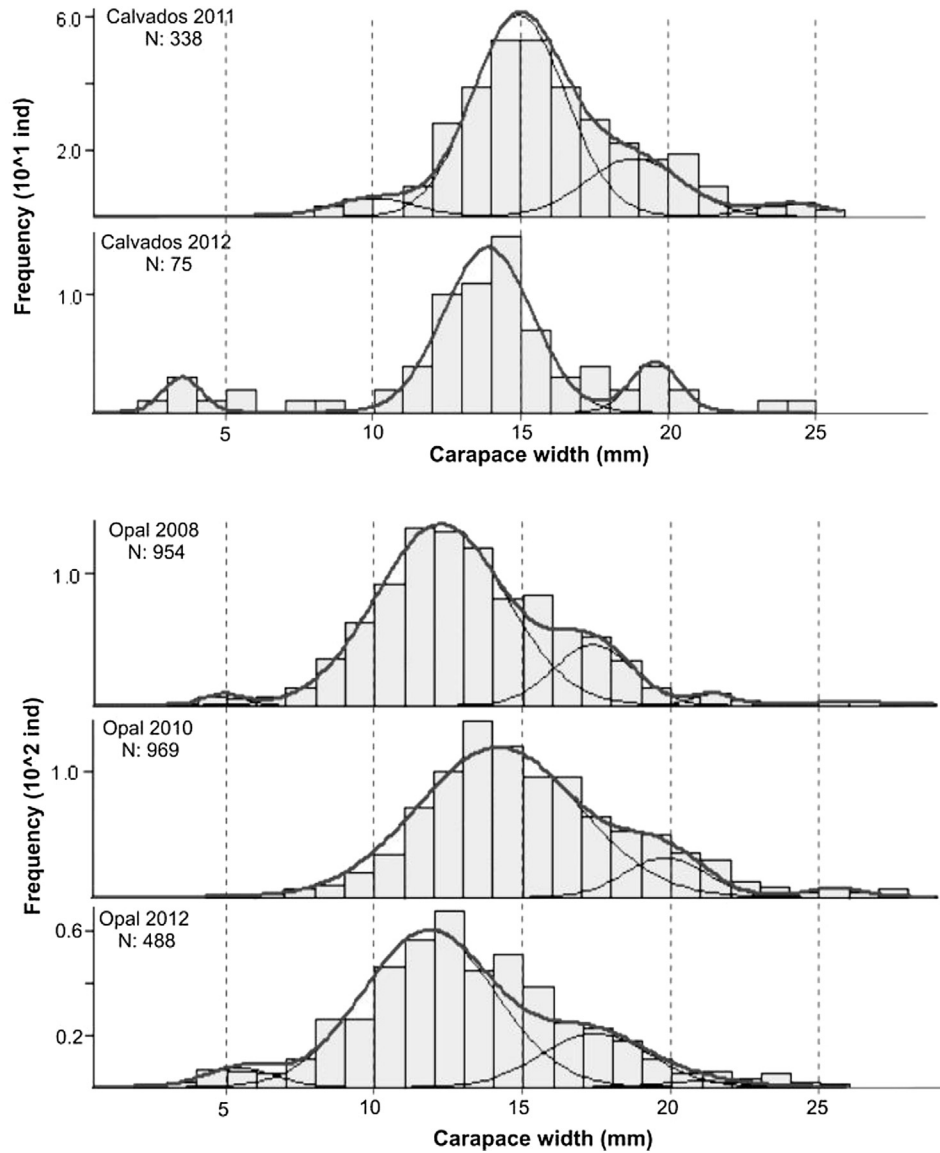 Calvados 2011
N: 338
6.0
2.0
Calvados 2012
N: 75
1.0
Frequency (10^1 ind)
5 10 15 20 25
Carapace width (mm)
Opal 2008
N: 954
1.0
Opal 2010
N: 969
1.0
Opal 2012
N: 488
0.6
0.2
Frequency (10^2 ind)
5 10 15 20 25
Carapace width (mm)